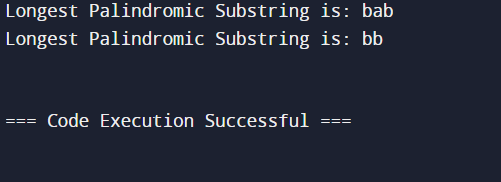 Longest Palindromic Substring is: bab
Longest Palindromic Substring is: bb
=== Code Execution Successful ===